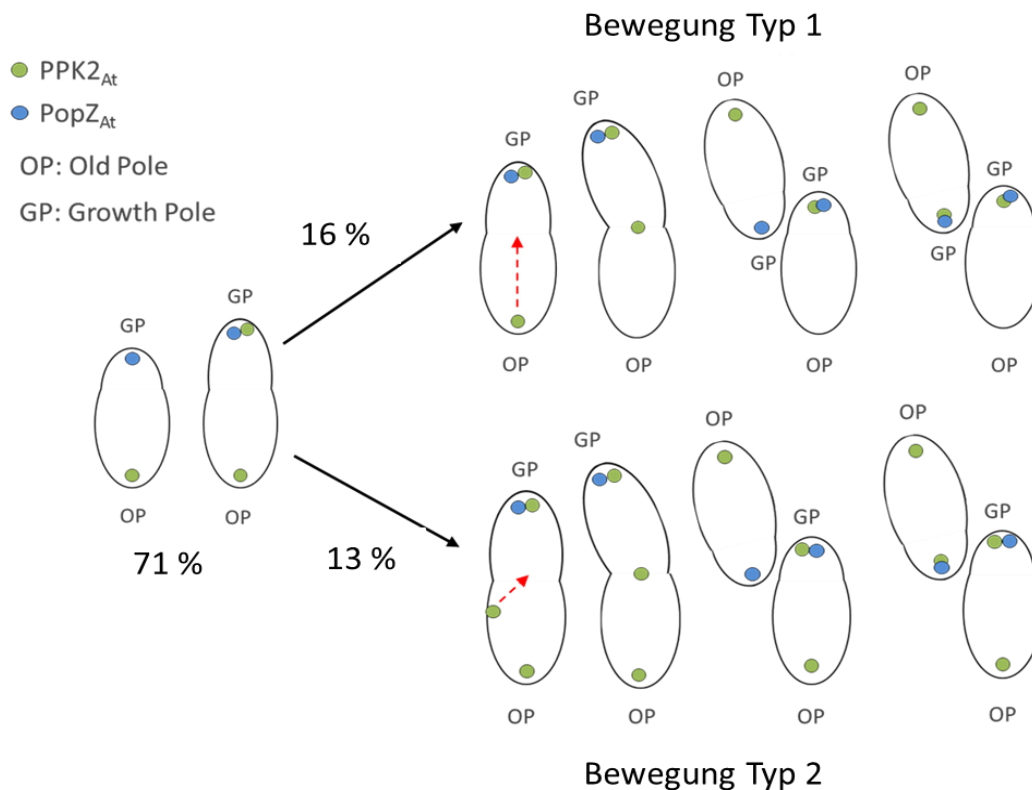 Bewegung Typ 1
PPK2At
PopZAt
OP: Old Pole
GP: Growth Pole
16 %
GP
GP
OP
GP
GP
OP
GP
GP
OP
OP
OP
OP
GP
GP
OP
OP
71 %
13 %
GP
GP
OP
GP
OP
GP
OP
OP
OP
OP
Bewegung Typ 2